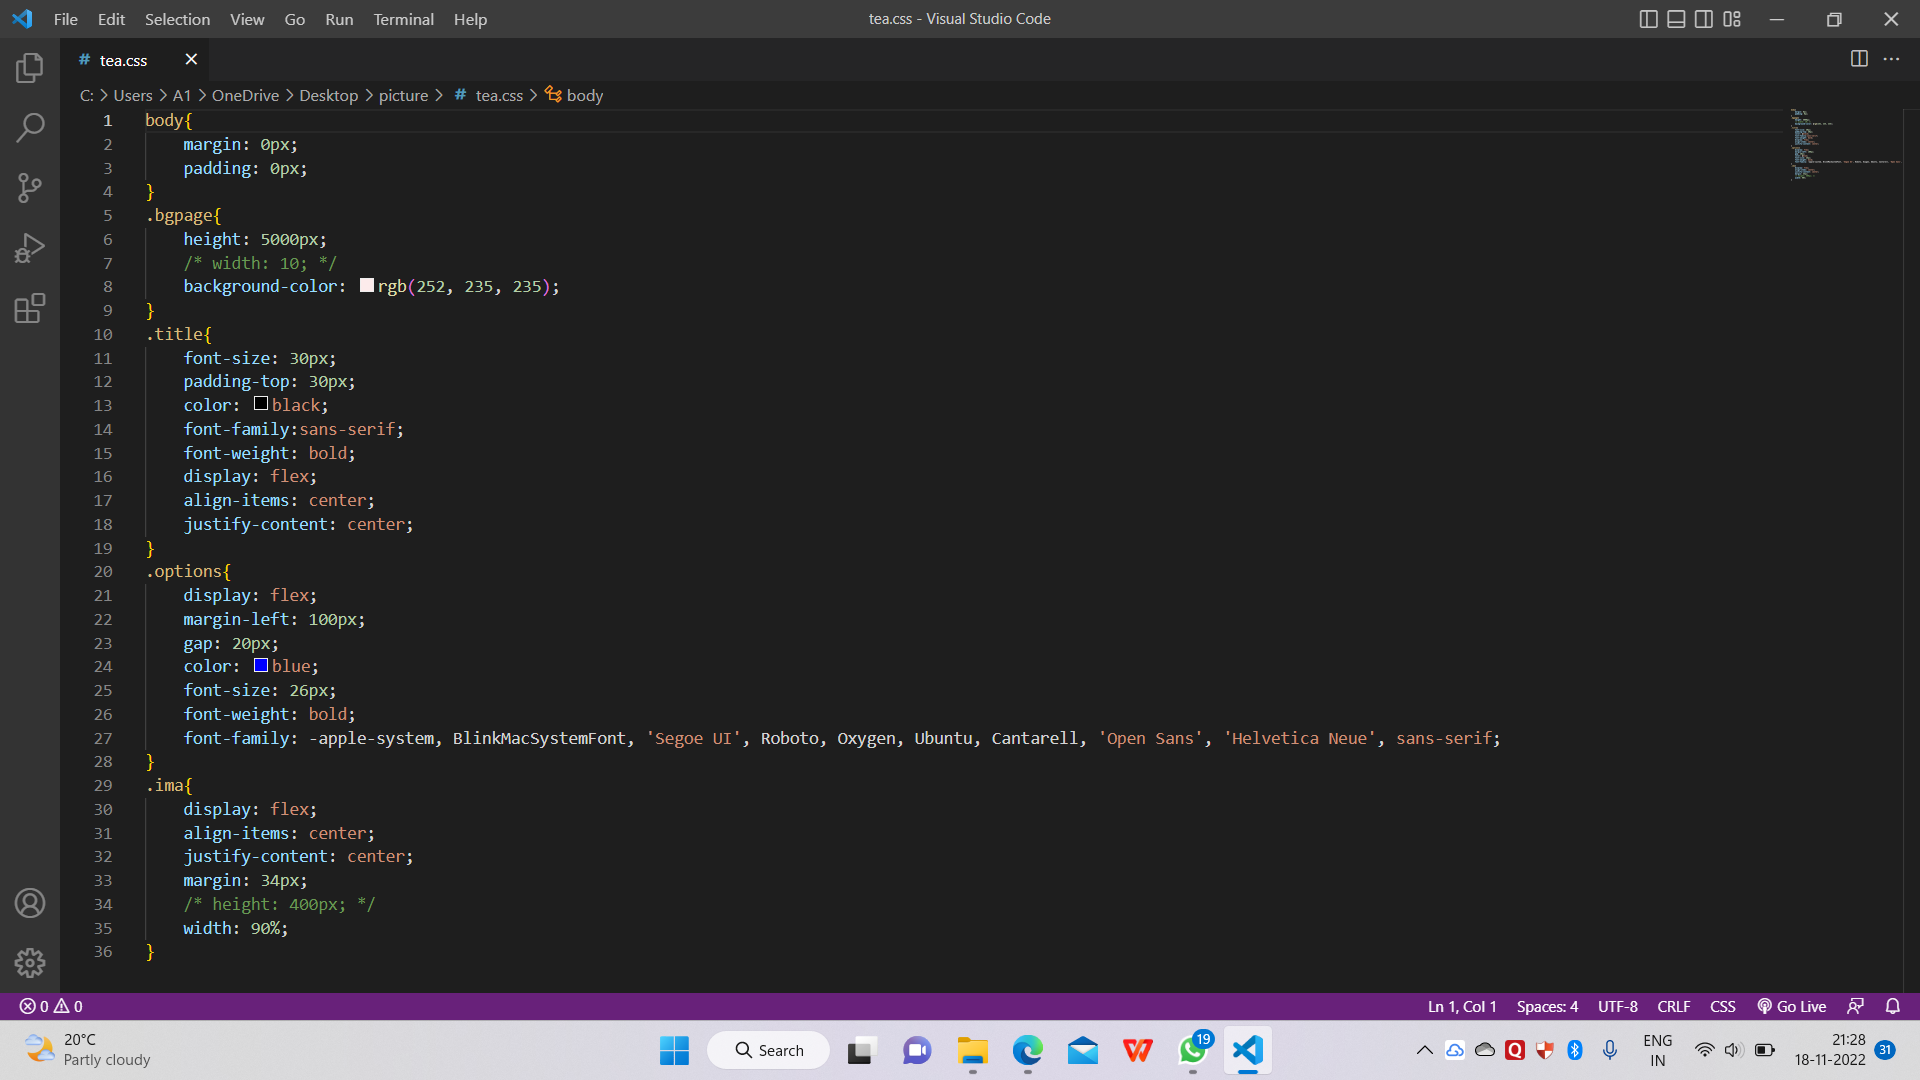 File Edit Selection View Go Run Terminal Help
tea.css - Visual Studio Code
# tea.css
C: > Users > A1 > OneDrive > Desktop > picture > # tea.css > body
1 body{
2 margin: 0px;
3 padding: 0px;
4 }
5 .bgpage{
6 height: 5000px;
7 /* width: 10; */
8 background-color: rgb(252, 235, 235);
9 }
10 .title{
11 font-size: 30px;
12 padding-top: 30px;
13 color: black;
14 font-family:sans-serif;
15 font-weight: bold;
16 display: flex;
17 align-items: center;
18 justify-content: center;
19 }
20 .options{
21 display: flex;
22 margin-left: 100px;
23 gap: 20px;
24 color: blue;
25 font-size: 26px;
26 font-weight: bold;
27 font-family: -apple-system, BlinkMacSystemFont, 'Segoe UI', Roboto, Oxygen, Ubuntu, Cantarell, 'Open Sans', 'Helvetica Neue', sans-serif;
28 }
29 .ima{
30 display: flex;
31 align-items: center;
32 justify-content: center;
33 margin: 34px;
34 /* height: 400px; */
35 width: 90%;
36 }
0 0
Ln 1, Col 1 Spaces: 4 UTF-8 CRLF CSS Go Live
20°C
Partly cloudy
Search
19
ENG
IN
21:28
18-11-2022
31